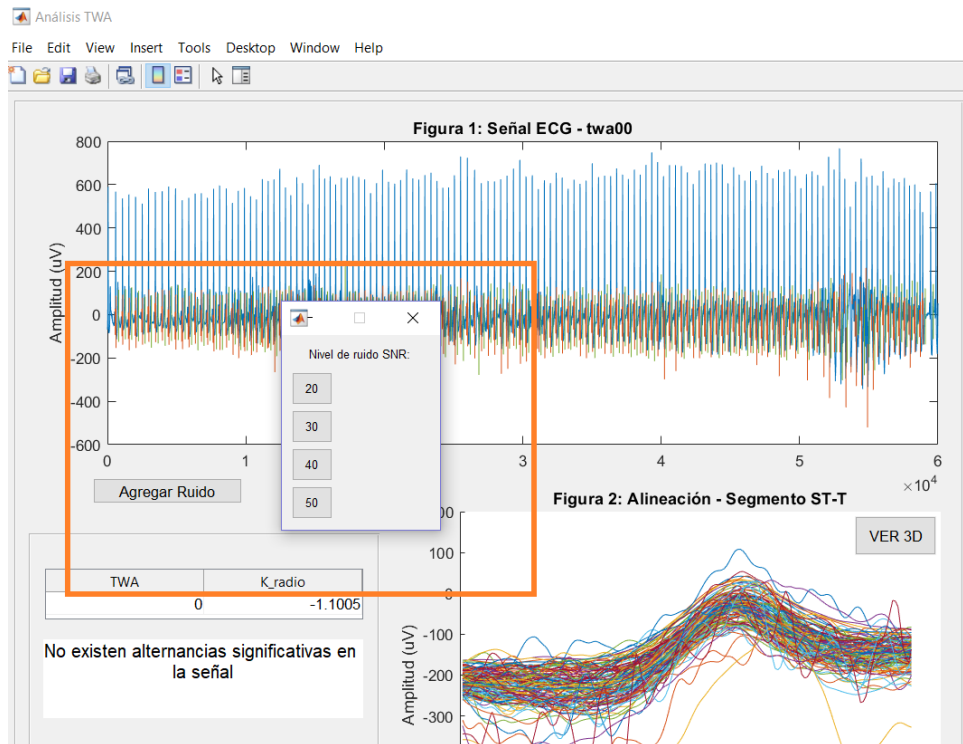 Análisis TWA
File Edit View Insert Tools Desktop Window Help
Figura 1: Señal ECG - twa00
Amplitud (uV)
800
600
400
200
0
-200
-400
-600
0 1 3 4 5 6
×10^4
Nivel de ruido SNR:
20
30
40
50
Agregar Ruido
Figura 2: Alineación - Segmento ST-T
VER 3D
Amplitud (uV)
100
0
-100
-200
-300
TWA K_radio
0 -1.1005
No existen alternancias significativas en
la señal